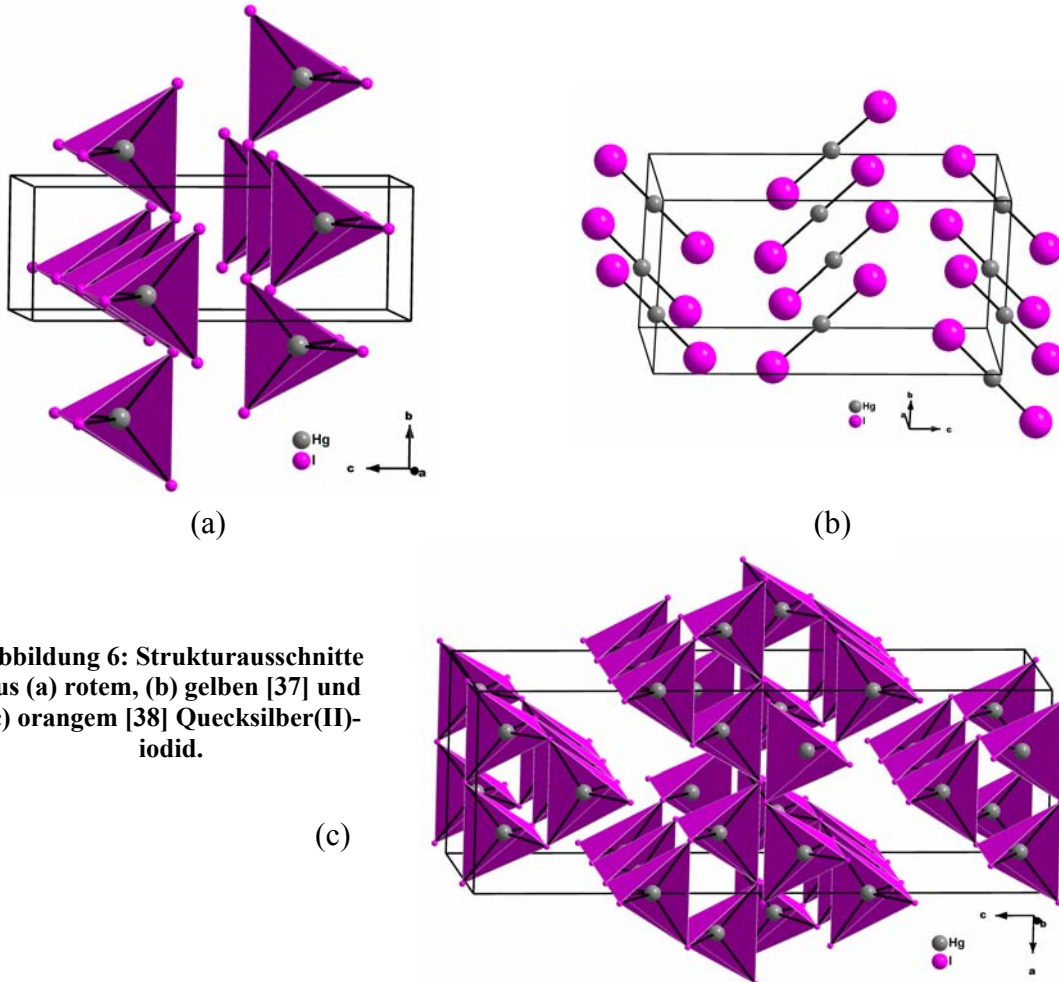 b
c
a
Hg
I
(a)
b
a
c
Hg
I
(b)
bbildung 6: Strukturausschnitte
us (a) rotem, (b) gelben [37] und
) orangem [38] Quecksilber(II)-
iodid.
(c)
c
b
a
Hg
I